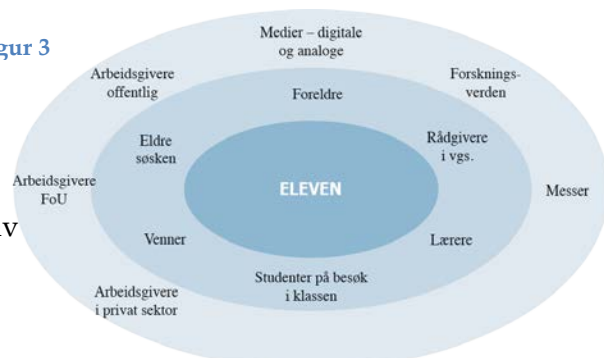 gur 3
Medier – digitale
og analoge
Arbeidsgivere
offentlig
Forsknings-
verden
Foreldre
Eldre
søsken
Rådgivere
i vgs.
Arbeidsgivere
FoU
ELEVEN
Messer
v
Venner
Lærere
Studenter på besøk
i klassen
Arbeidsgivere
i privat sektor